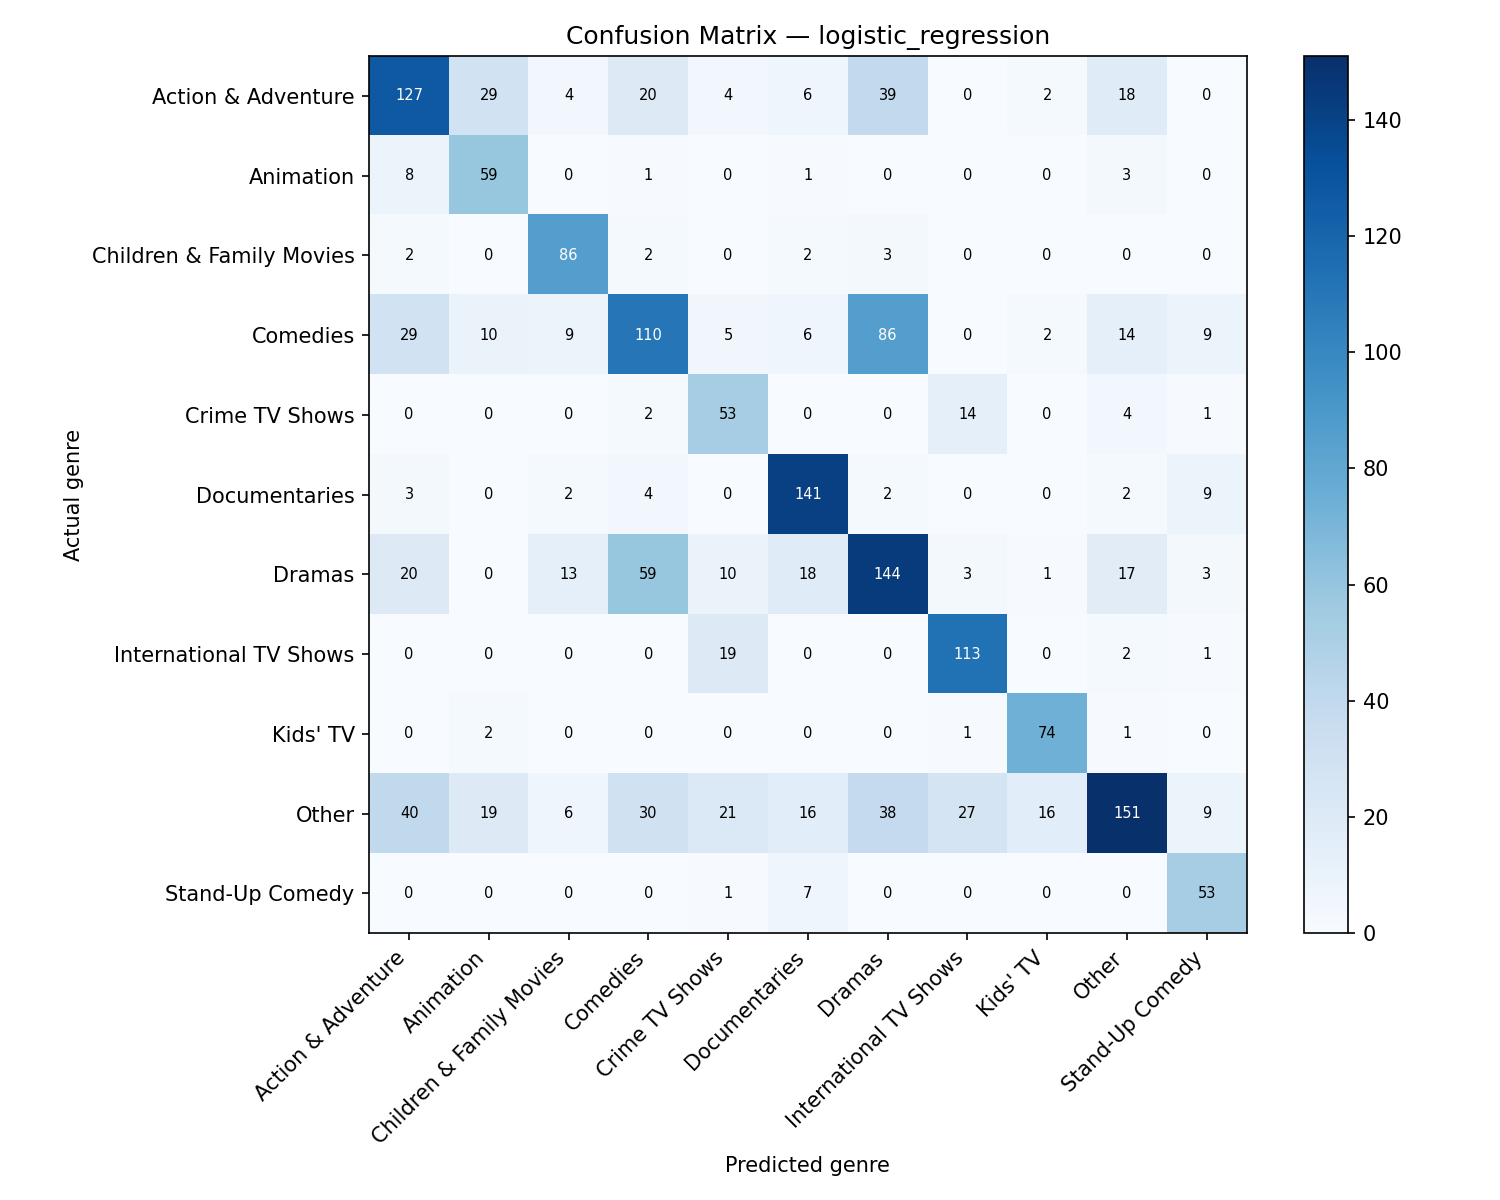 Confusion Matrix — logistic_regression
Action & Adventure 127 29 4 20 4 6 39 0 2 18 0
Animation 8 59 0 1 0 1 0 0 0 3 0
Children & Family Movies 2 0 86 2 0 2 3 0 0 0 0
Comedies 29 10 9 110 5 6 86 0 2 14 9
Crime TV Shows 0 0 0 2 53 0 0 14 0 4 1
Documentaries 3 0 2 4 0 141 2 0 0 2 9
Dramas 20 0 13 59 10 18 144 3 1 17 3
International TV Shows 0 0 0 0 19 0 0 113 0 2 1
Kids' TV 0 2 0 0 0 0 0 1 74 1 0
Other 40 19 6 30 21 16 38 27 16 151 9
Stand-Up Comedy 0 0 0 0 1 7 0 0 0 0 53
Actual genre
Action & Adventure
Animation
Children & Family Movies
Comedies
Crime TV Shows
Documentaries
Dramas
International TV Shows
Kids' TV
Other
Stand-Up Comedy
Predicted genre
140
120
100
80
60
40
20
0